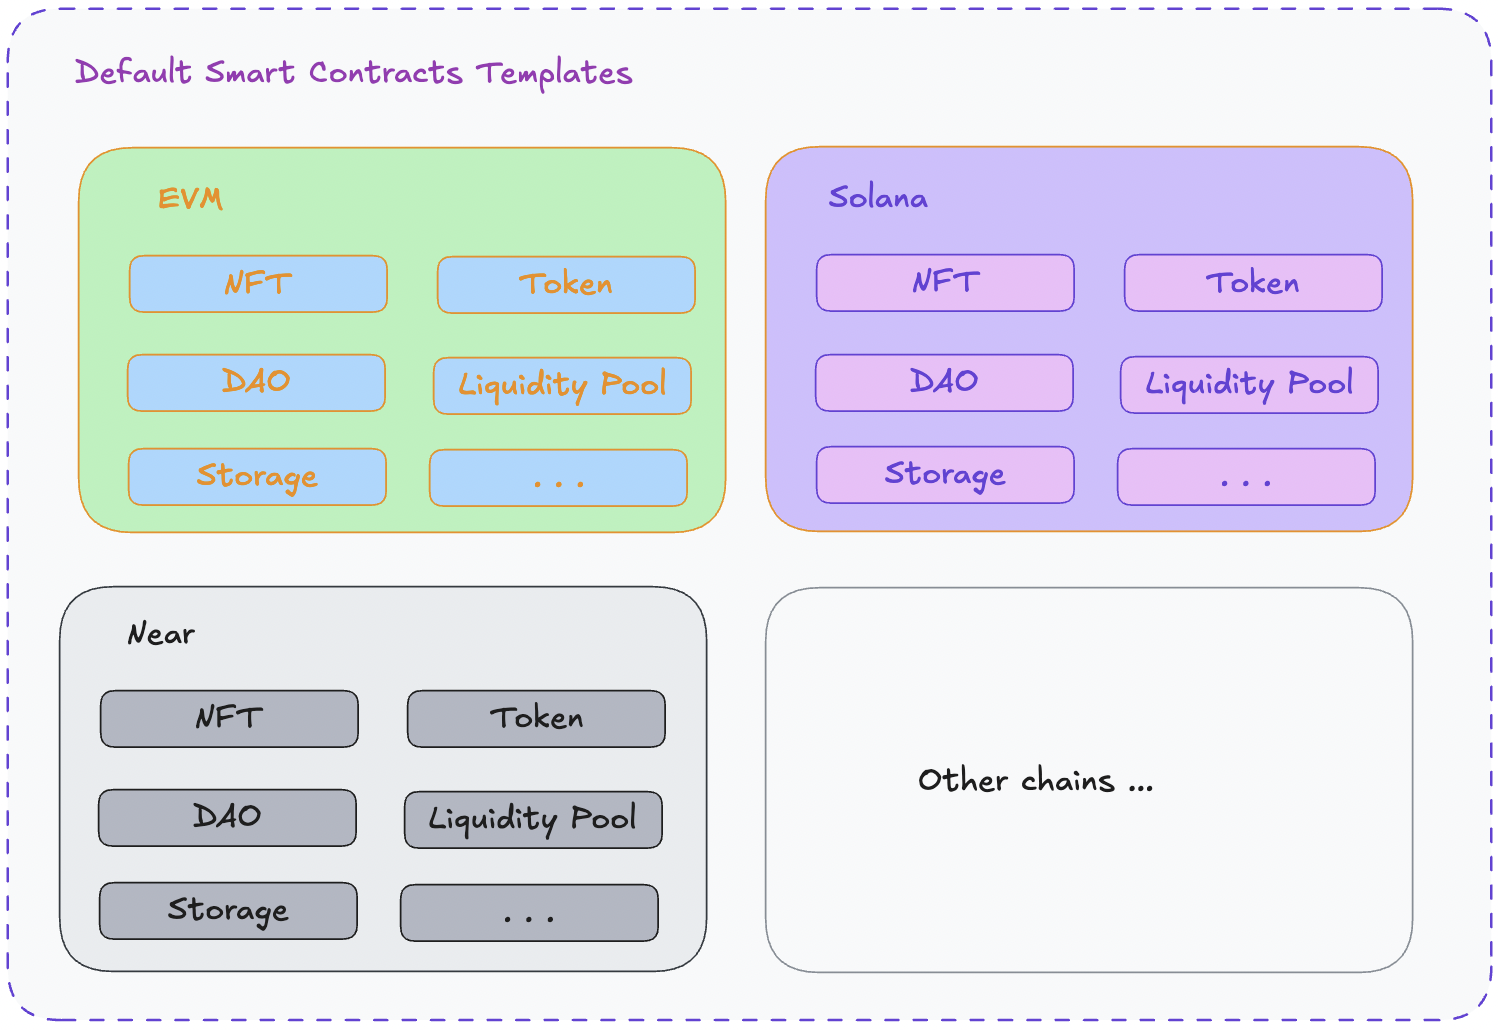 Default Smart Contracts Templates
EVM
NFT
Token
DAO
Liquidity Pool
Storage
. . .
Solana
NFT
Token
DAO
Liquidity Pool
Storage
. . .
Near
NFT
Token
DAO
Liquidity Pool
Storage
. . .
Other chains ...